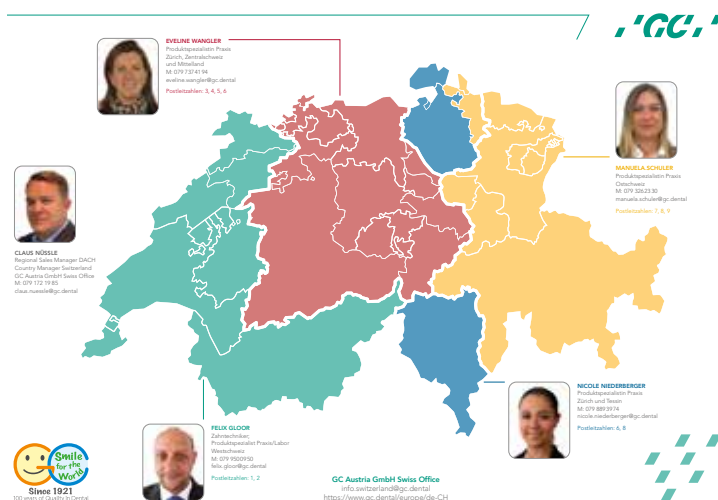 'GC,'
EVELINE WANGLER
Produktspezialistin Praxis
Zürich, Zentralschweiz
und Mittelland
M: 079 737 41 94
eveline.wangler@gc.dental
Postleitzahlen: 3, 4, 5, 6
MANUELA SCHULER
Produktspezialistin Praxis
Ostschweiz
M: 079 326 23 30
manuela.schuler@gc.dental
Postleitzahlen: 7, 8, 9
CLAUS NÜSSLE
Regional Sales Manager DACH
Country Manager Switzerland
GC Austria GmbH Swiss Office
M: 079 172 19 85
claus.nuessle@gc.dental
NICOLE NIEDERBERGER
Produktspezialistin Praxis
Zürich und Tessin
M: 079 889 39 74
nicole.niederberger@gc.dental
Postleitzahlen: 6, 8
FELIX GLOOR
Zahntechniker,
Produktspezialist Praxis/Labor
Westschweiz
M: 079 950 09 50
felix.gloor@gc.dental
Postleitzahlen: 1, 2
Smile
for the
World
Since 1921
100 years of Quality in Dental
GC Austria GmbH Swiss Office
info.switzerland@gc.dental
https://www.gc.dental/europe/de-CH